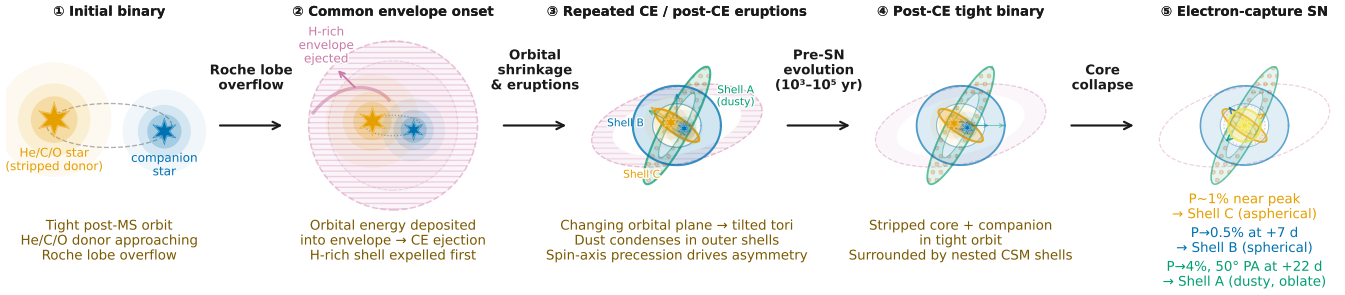 ① Initial binary
② Common envelope onset
③ Repeated CE / post-CE eruptions
④ Post-CE tight binary
⑤ Electron-capture SN
He/C/O star
(stripped donor)
companion
star
Tight post-MS orbit
He/C/O donor approaching
Roche lobe overflow
Roche lobe
overflow
H-rich
envelope
ejected
Orbital energy deposited
into envelope → CE ejection
H-rich shell expelled first
Orbital
shrinkage
& eruptions
Shell A
(dusty)
Shell B
Shell C
Changing orbital plane → tilted tori
Dust condenses in outer shells
Spin-axis precession drives asymmetry
Pre-SN
evolution
(10³–10⁵ yr)
Stripped core + companion
in tight orbit
Surrounded by nested CSM shells
Core
collapse
P~1% near peak
→ Shell C (aspherical)
P→0.5% at +7 d
→ Shell B (spherical)
P→4%, 50° PA at +22 d
→ Shell A (dusty, oblate)